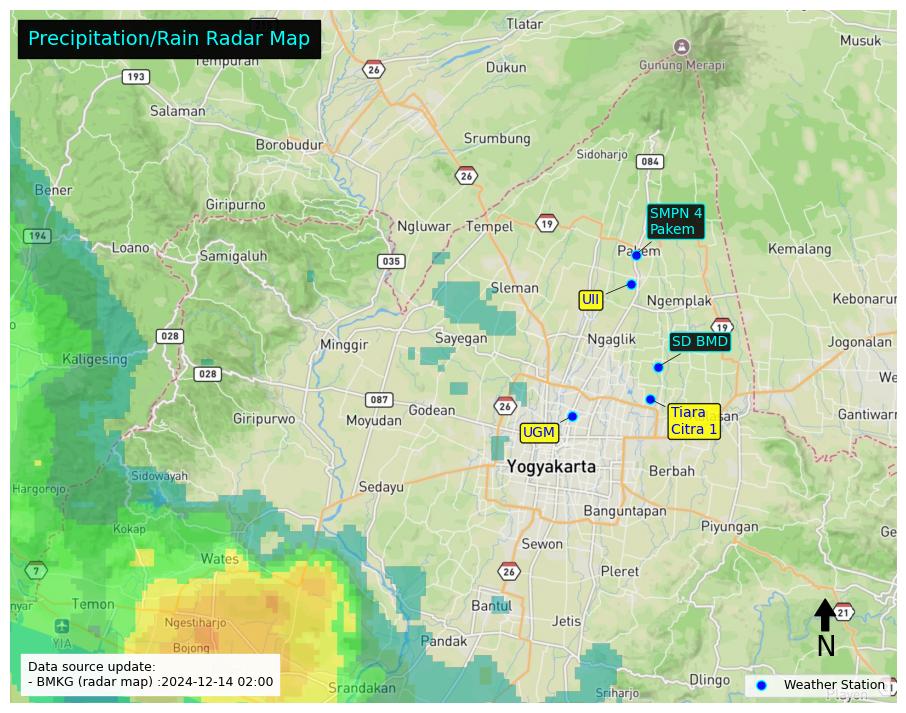 Precipitation/Rain Radar Map
Tlatar
Musuk
26
Gunung Merapi
Tempuran
193
Dukun
Salaman
Borobudur
Srumbung
Sidoharjo
084
26
Bener
Giripurno
SMPN 4
Pakem
194
Loano
Samigaluh
Ngluwar
Tempel
19
Pakem
Kemalang
035
Sleman
UII
Ngemplak
Kebonarum
028
Kaligesing
Minggir
Sayegan
Ngaglik
19
SD BMD
Jogonalan
028
087
Godean
26
Giripurwo
Moyudan
UGM
Tiara
Citra 1
Gantiwarno
Yogyakarta
Hargorojo
Sidowayah
Sedayu
Berbah
Banguntapan
Piyungan
Kokap
Sewon
7
Wates
26
Pleret
Temon
Bantul
21
Ngestiharjo
Jetis
YIA
Bojong
Pandak
N
Data source update:
- BMKG (radar map) :2024-12-14 02:00
Srandakan
Sriharjo
Dlingo
Weather Station
Playen